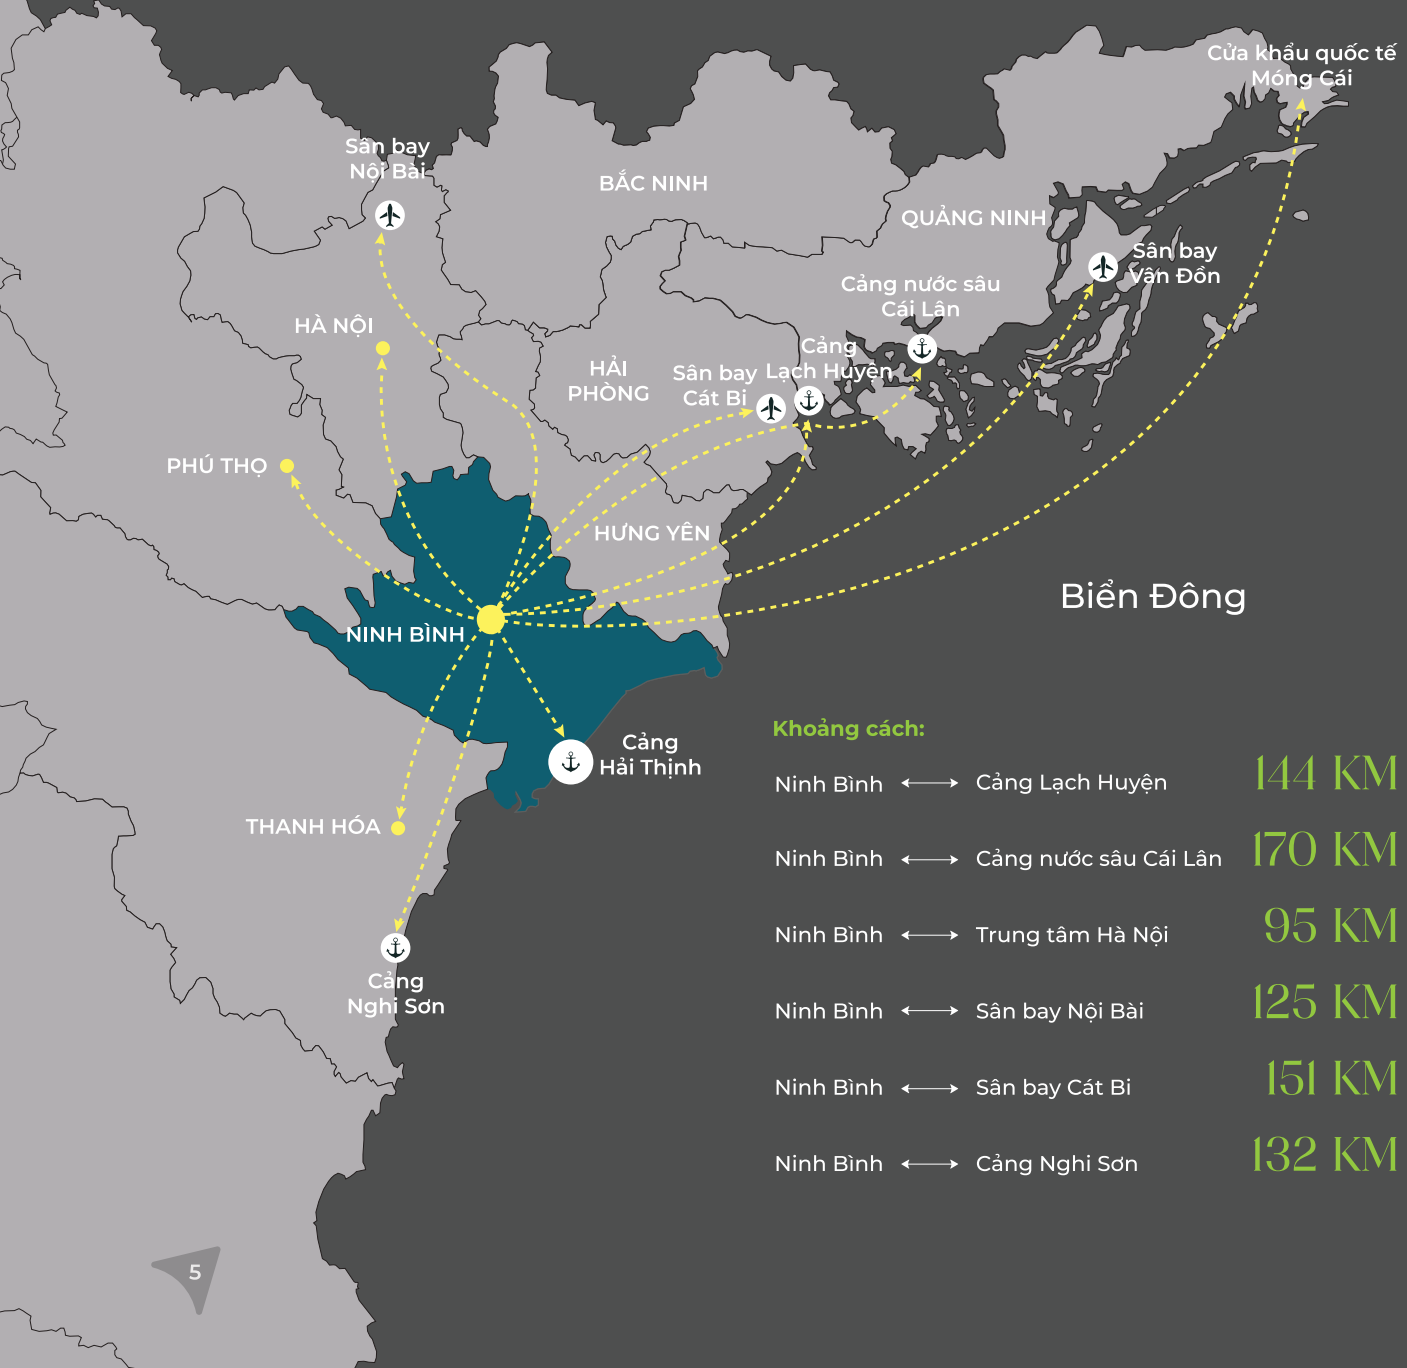 Cửa khẩu quốc tế
Móng Cái
Sân bay
Nội Bài
BẮC NINH
QUẢNG NINH
Sân bay
Vân Đồn
Cảng nước sâu
Cái Lân
HÀ NỘI
Cảng
Lạch Huyện
HẢI
PHÒNG
Sân bay
Cát Bi
PHÚ THỌ
HƯNG YÊN
Biển Đông
NINH BÌNH
Cảng
Hải Thịnh
THANH HÓA
Cảng
Nghi Sơn
Khoảng cách:
Ninh Bình Cảng Lạch Huyện 144 KM
Ninh Bình Cảng nước sâu Cái Lân 170 KM
Ninh Bình Trung tâm Hà Nội 95 KM
Ninh Bình Sân bay Nội Bài 125 KM
Ninh Bình Sân bay Cát Bi 151 KM
Ninh Bình Cảng Nghi Sơn 132 KM
5